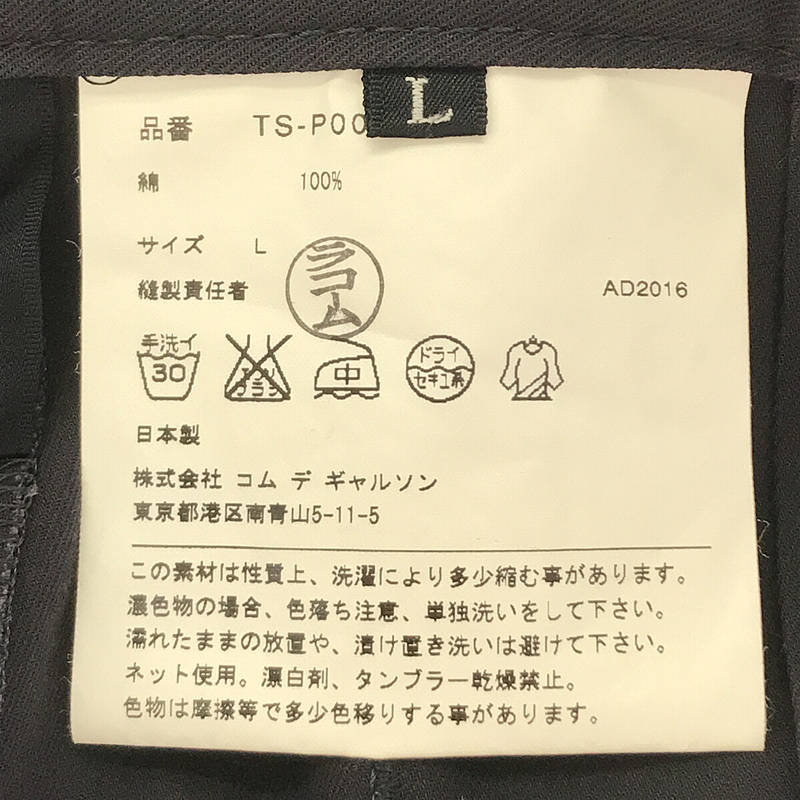 L
品番 TS-P00
綿 100%
サイズ L
縫製責任者 ラコム AD2016
手洗イ 30 エンソ サラシ 中 ドライ セキユ系
日本製
株式会社 コム デ ギャルソン
東京都港区南青山5-11-5
この素材は性質上、洗濯により多少縮む事があります。
濃色物の場合、色落ち注意、単独洗いをして下さい。
濡れたままの放置や、漬け置き洗いは避けて下さい。
ネット使用。漂白剤、タンブラー乾燥禁止。
色物は摩擦等で多少色移りする事があります。